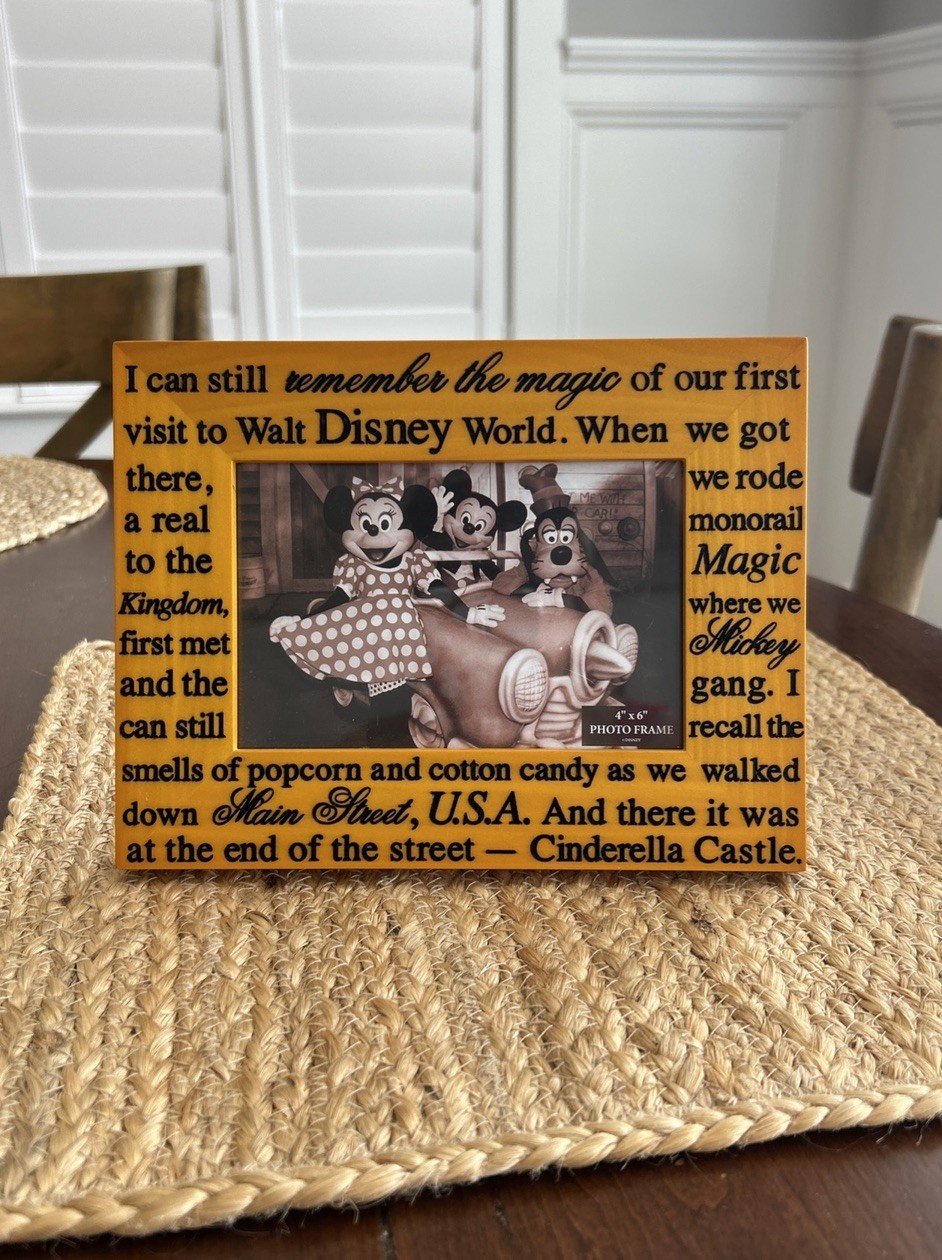 I can still remember the magic of our first
visit to Walt Disney World. When we got
there, we rode
a real monorail
to the Magic
Kingdom, where we
first met Mickey
and the gang. I
can still recall the
smells of popcorn and cotton candy as we walked
down Main Street, U.S.A. And there it was
at the end of the street — Cinderella Castle.
4" x 6"
PHOTO FRAME
©DISNEY